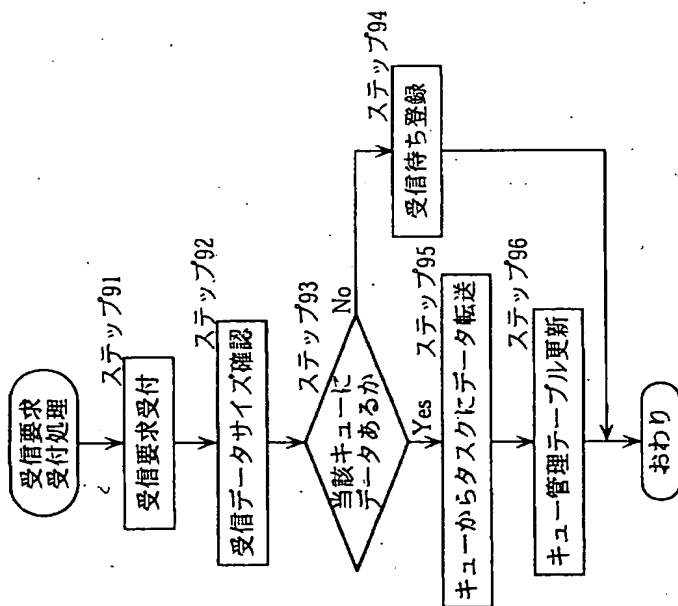 受信要求
受付処理
ステップ91
受信要求受付
ステップ92
受信データサイズ確認
ステップ93
当該キューに
データあるか
No
ステップ94
受信待ち登録
Yes
ステップ95
キューからタスクにデータ転送
ステップ96
キュー管理テーブル更新
おわり